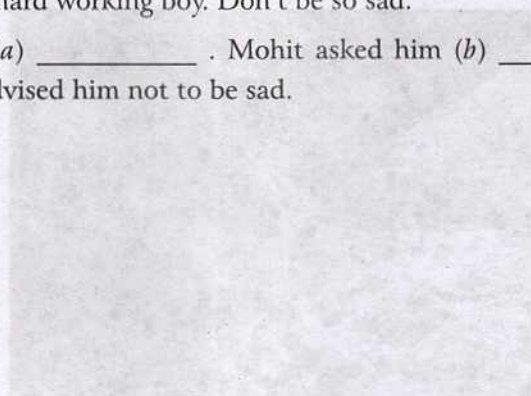 hard working boy. Don't be so sad.
a) __________ . Mohit asked him (b) __
dvised him not to be sad.